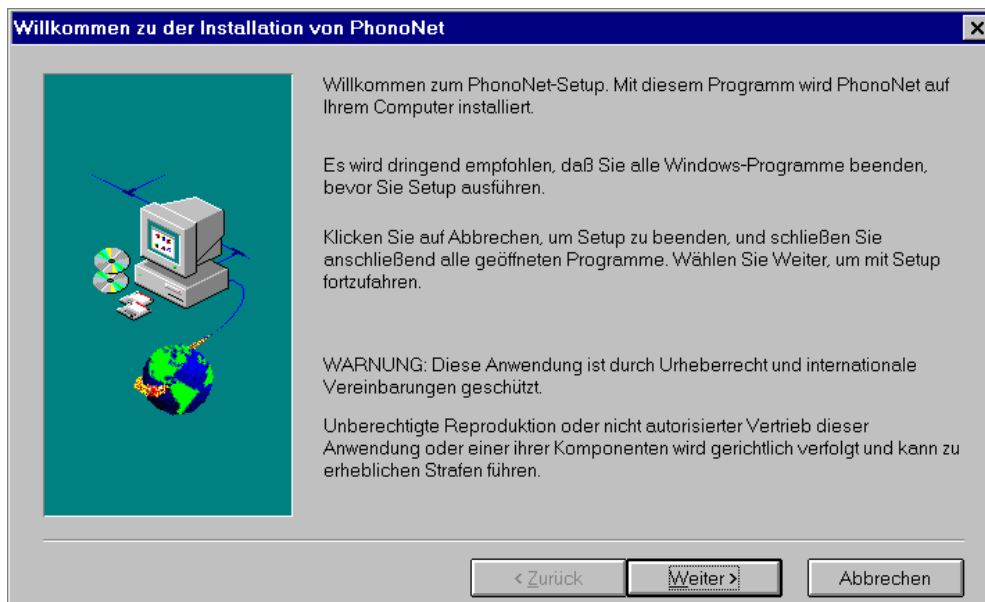 Willkommen zu der Installation von PhonoNet
Willkommen zum PhonoNet-Setup. Mit diesem Programm wird PhonoNet auf
Ihrem Computer installiert.
Es wird dringend empfohlen, daß Sie alle Windows-Programme beenden,
bevor Sie Setup ausführen.
Klicken Sie auf Abbrechen, um Setup zu beenden, und schließen Sie
anschließend alle geöffneten Programme. Wählen Sie Weiter, um mit Setup
fortzufahren.
WARNUNG: Diese Anwendung ist durch Urheberrecht und internationale
Vereinbarungen geschützt.
Unberechtigte Reproduktion oder nicht autorisierter Vertrieb dieser
Anwendung oder einer ihrer Komponenten wird gerichtlich verfolgt und kann zu
erheblichen Strafen führen.
< Zurück
Weiter >
Abbrechen